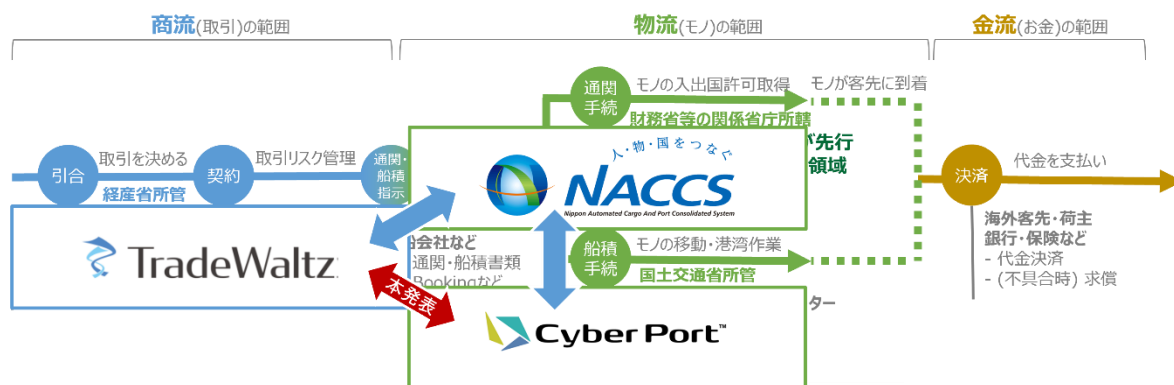 商流(取引)の範囲
物流(モノ)の範囲
金流(お金)の範囲
通関
手続
モノの入出国許可取得
財務省等の関係省庁所轄
モノが客先に到着
が先行
領域
人・物・国をつなぐ
NACCS
Nippon Automated Cargo And Port Consolidated System
引合
取引を決める
経産省所管
契約
取引リスク管理
通関・
船積
指示
決済
代金を支払い
海外客先・荷主
銀行・保険など
- 代金決済
- (不具合時) 求償
TradeWaltz
会社など
通関・船積書類
Bookingなど
本発表
船積
手続
モノの移動・港湾作業
国土交通省所管
ター
Cyber Port™